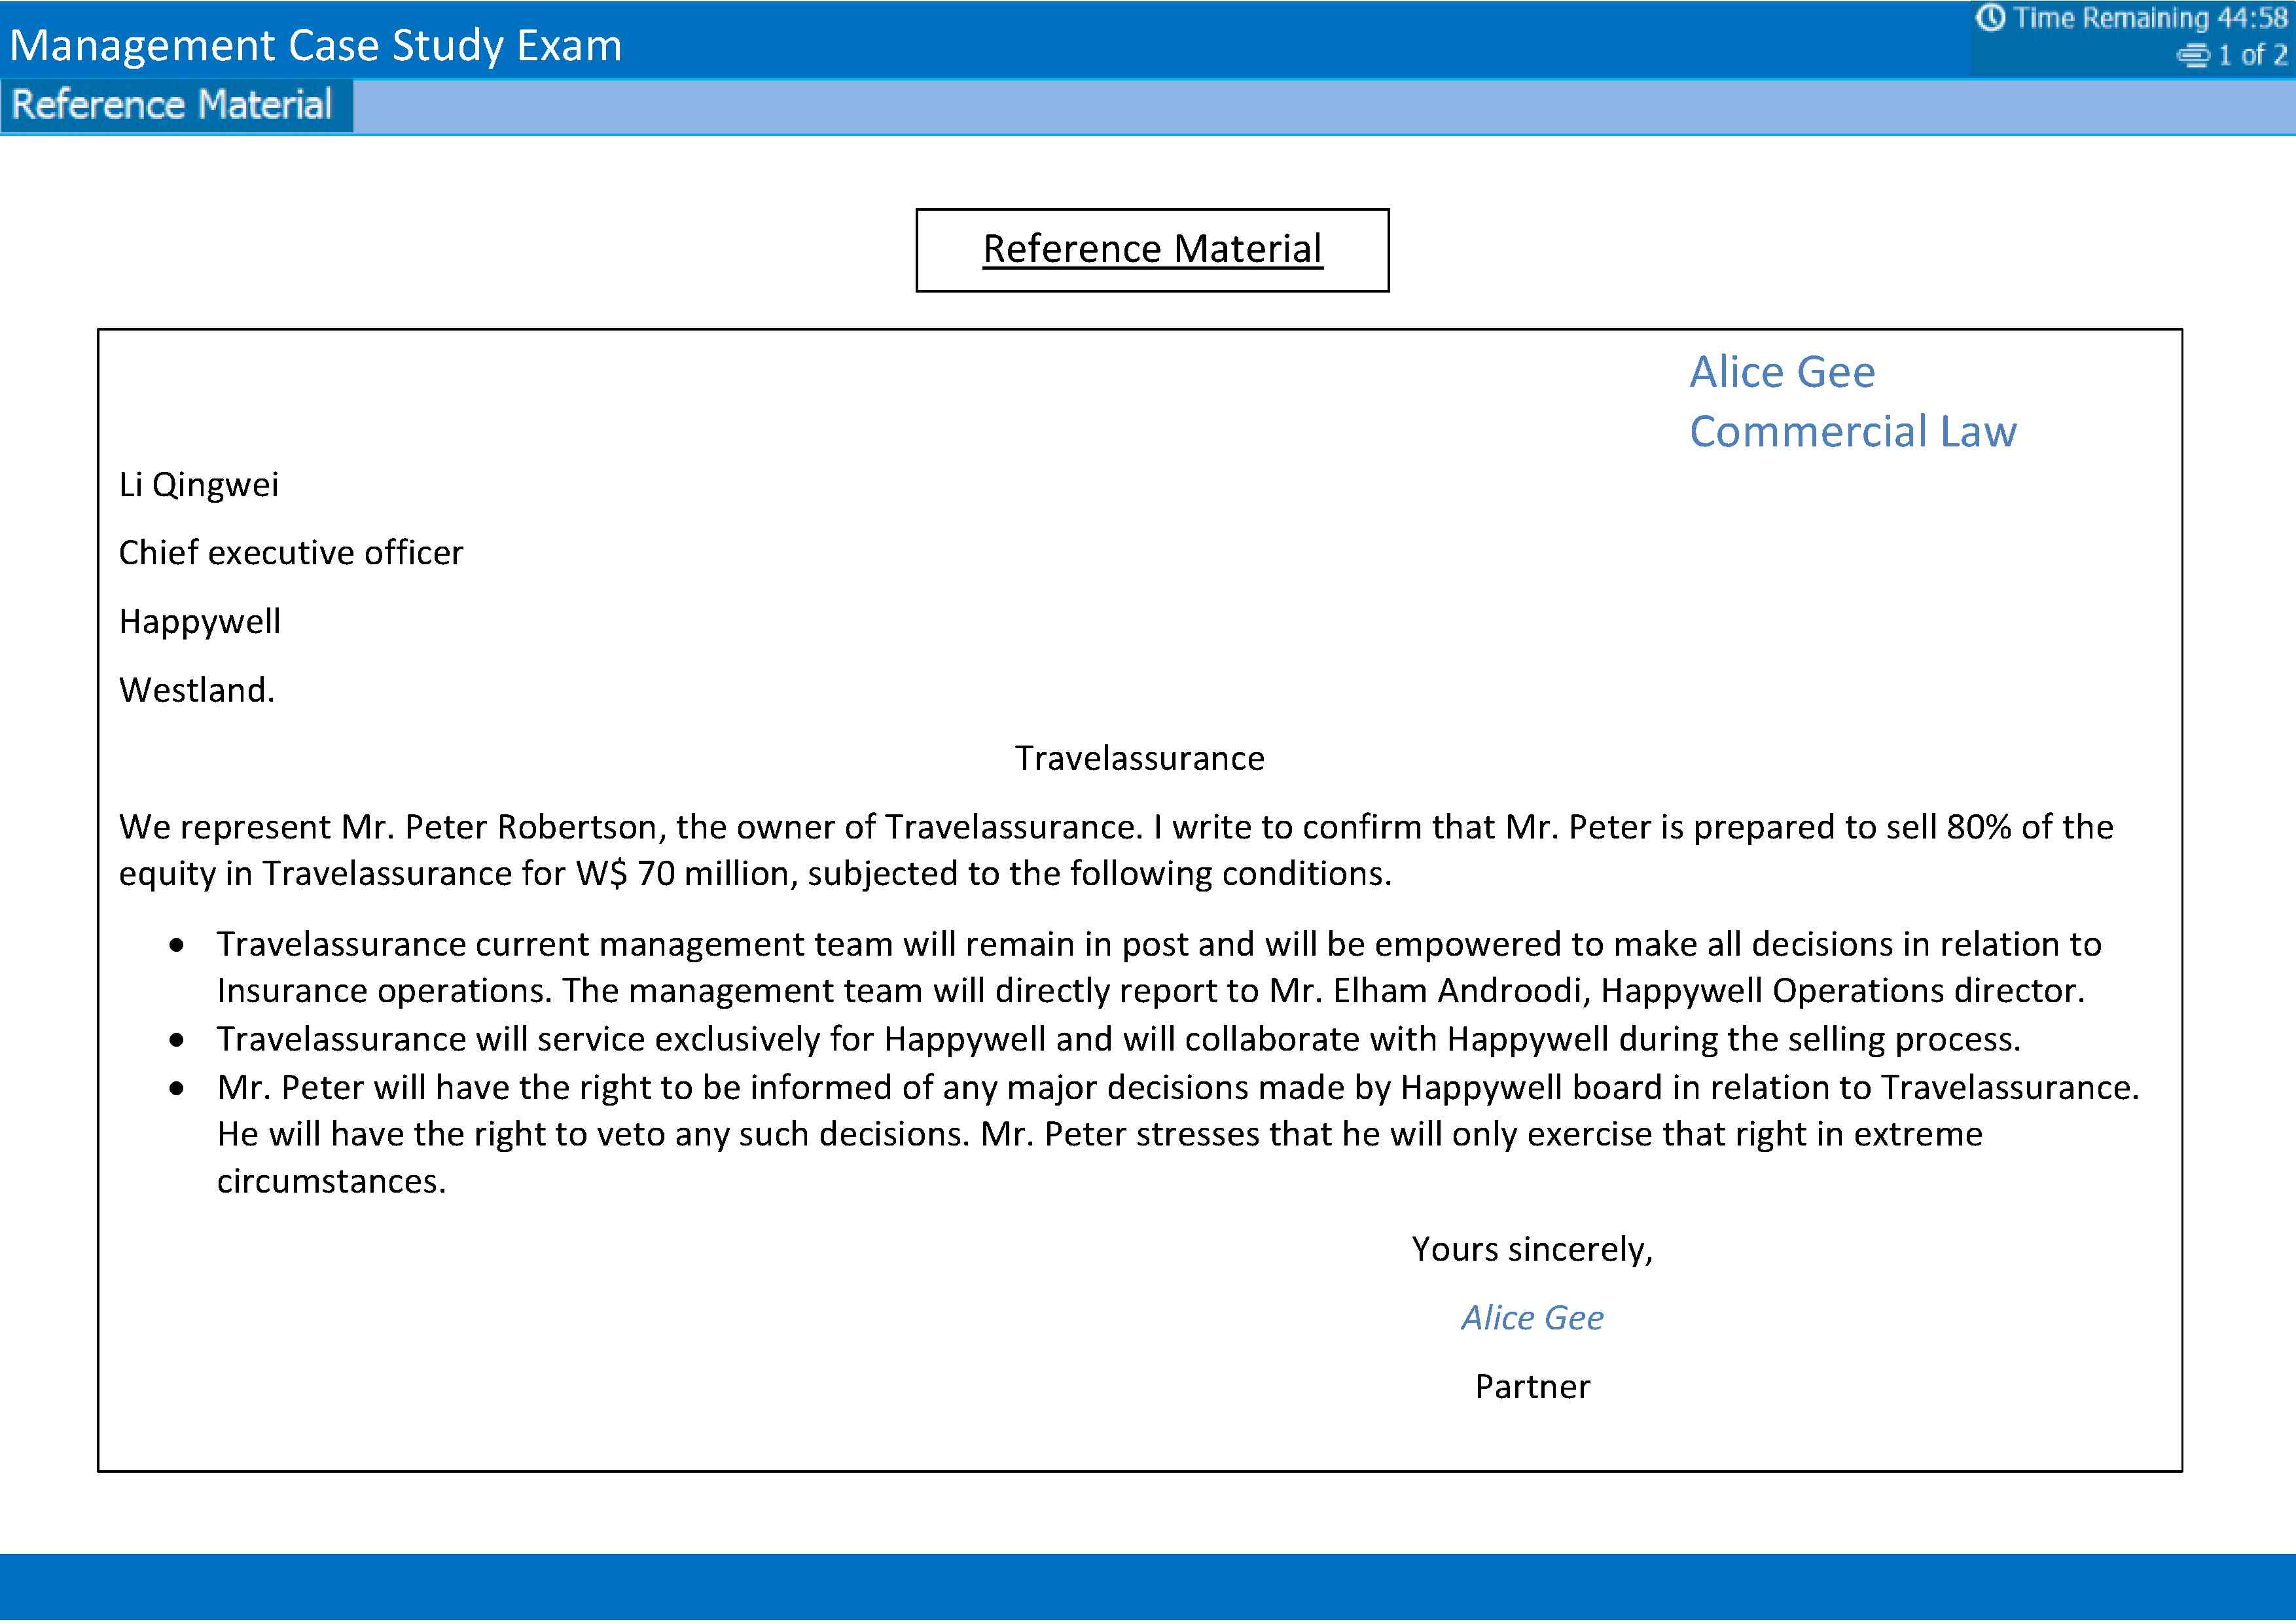 Management Case Study Exam
Time Remaining 44:58
1 of 2
Reference Material
Reference Material
Alice Gee
Commercial Law
Li Qingwei
Chief executive officer
Happywell
Westland.
Travelassurance
We represent Mr. Peter Robertson, the owner of Travelassurance. I write to confirm that Mr. Peter is prepared to sell 80% of the
equity in Travelassurance for W$ 70 million, subjected to the following conditions.
• Travelassurance current management team will remain in post and will be empowered to make all decisions in relation to
Insurance operations. The management team will directly report to Mr. Elham Androodi, Happywell Operations director.
• Travelassurance will service exclusively for Happywell and will collaborate with Happywell during the selling process.
• Mr. Peter will have the right to be informed of any major decisions made by Happywell board in relation to Travelassurance.
He will have the right to veto any such decisions. Mr. Peter stresses that he will only exercise that right in extreme
circumstances.
Yours sincerely,
Alice Gee
Partner